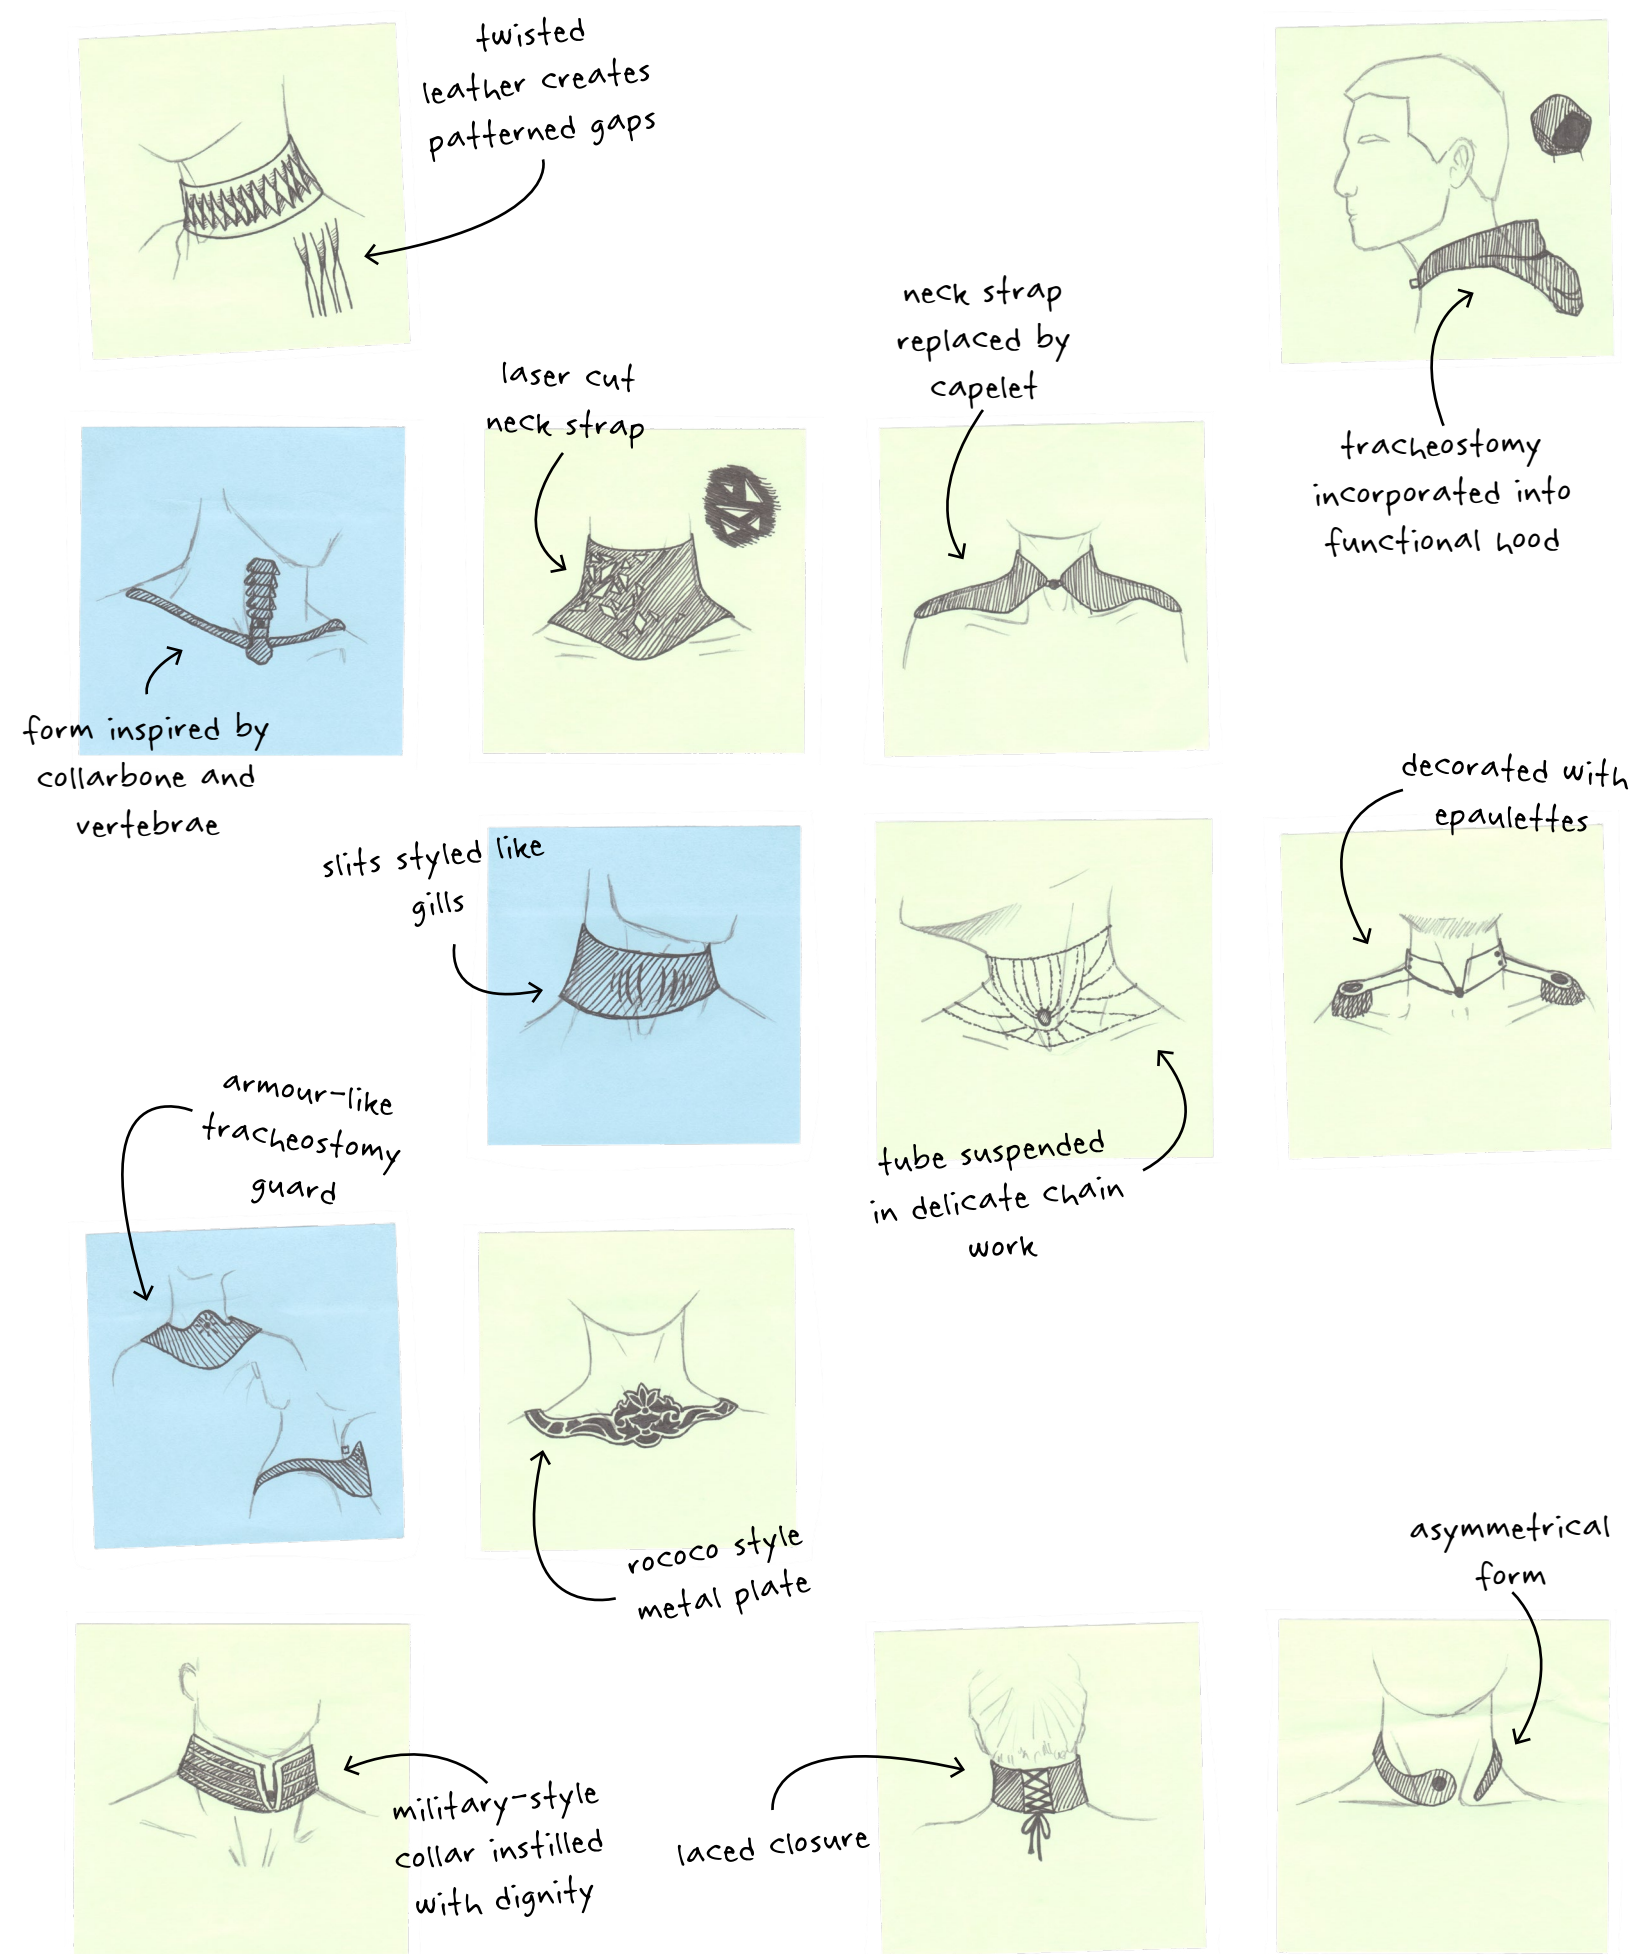 twisted
leather creates
patterned gaps
neck strap
replaced by
capelet
laser cut
neck strap
tracheostomy
incorporated into
functional hood
form inspired by
collarbone and
vertebrae
decorated with
epaulettes
slits styled like
gills
armour-like
tracheostomy
guard
tube suspended
in delicate chain
work
rococo style
metal plate
asymmetrical
form
military-style
collar instilled
with dignity
laced closure